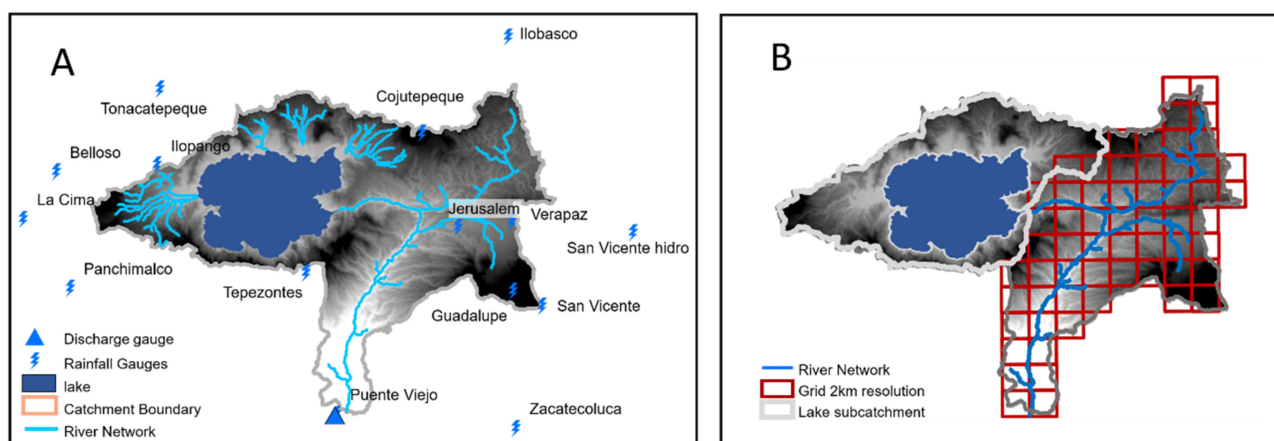 A
Ilobasco
Tonacatepeque
Cojutepeque
Belloso
Ilopango
La Cima
Jerusalem
Verapaz
San Vicente hidro
Panchimalco
Tepezontes
Guadalupe
San Vicente
Discharge gauge
Rainfall Gauges
lake
Catchment Boundary
River Network
Puente Viejo
Zacatecoluca
B
River Network
Grid 2km resolution
Lake subcatchment